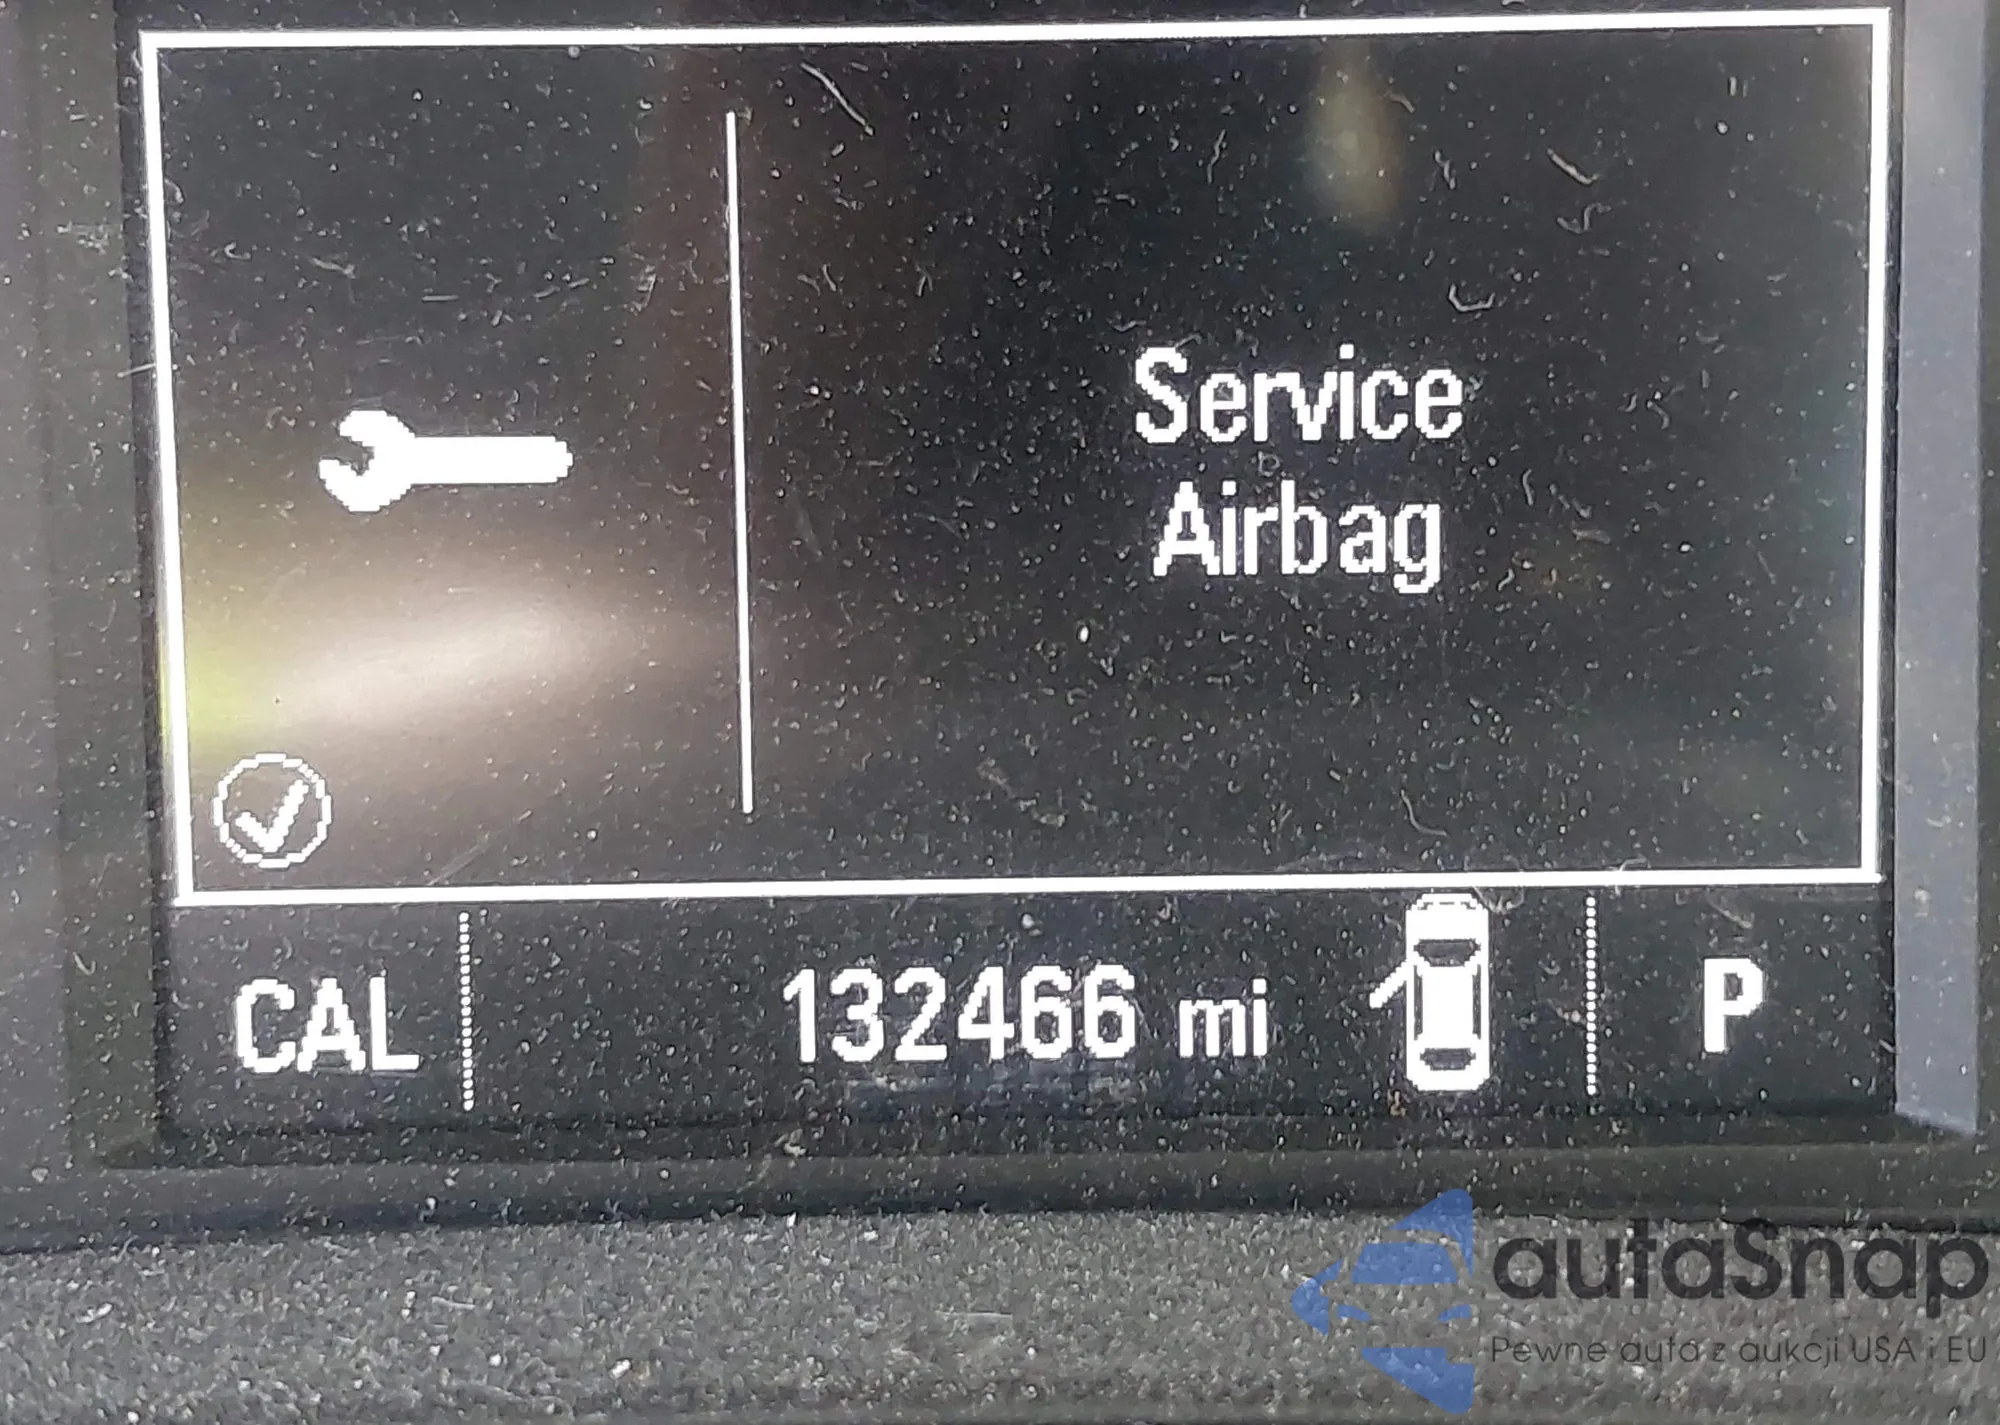 Service
Airbag
CAL
132466 mi
P
autaSnap
Pewne auta z aukcji USA i EU